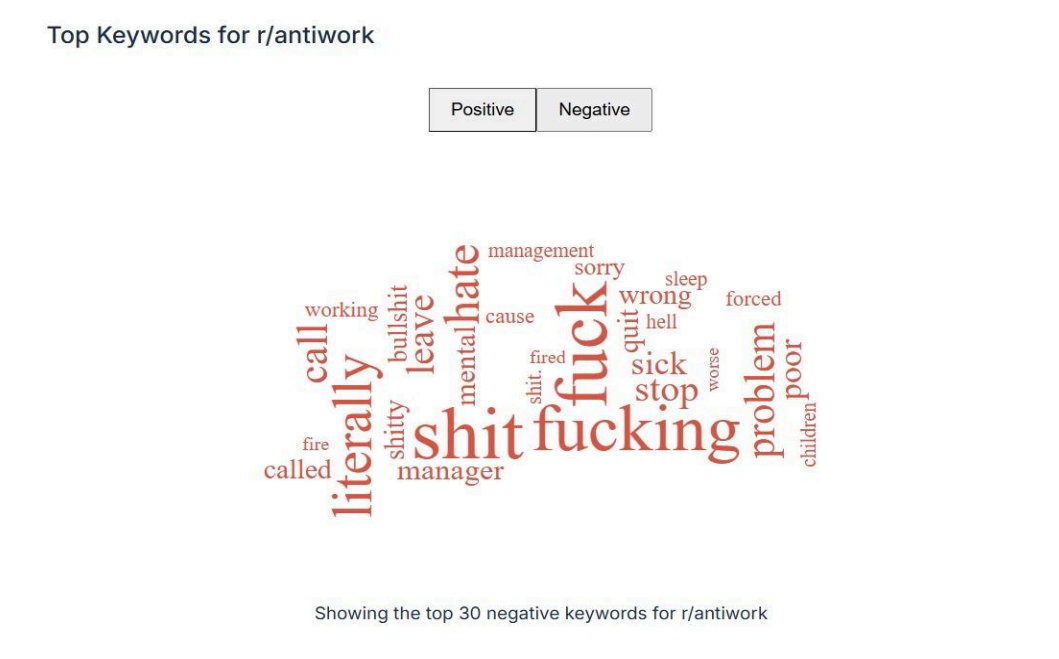 Top Keywords for r/antiwork
Positive
Negative
management
sorry
sleep
hate
wrong
forced
working
bullshit
leave
cause
fuck
quit
hell
call
mental
fired
sick
worse
problem
poor
literally
shit.
stop
shitty
shit
fucking
children
fire
called
manager
Showing the top 30 negative keywords for r/antiwork